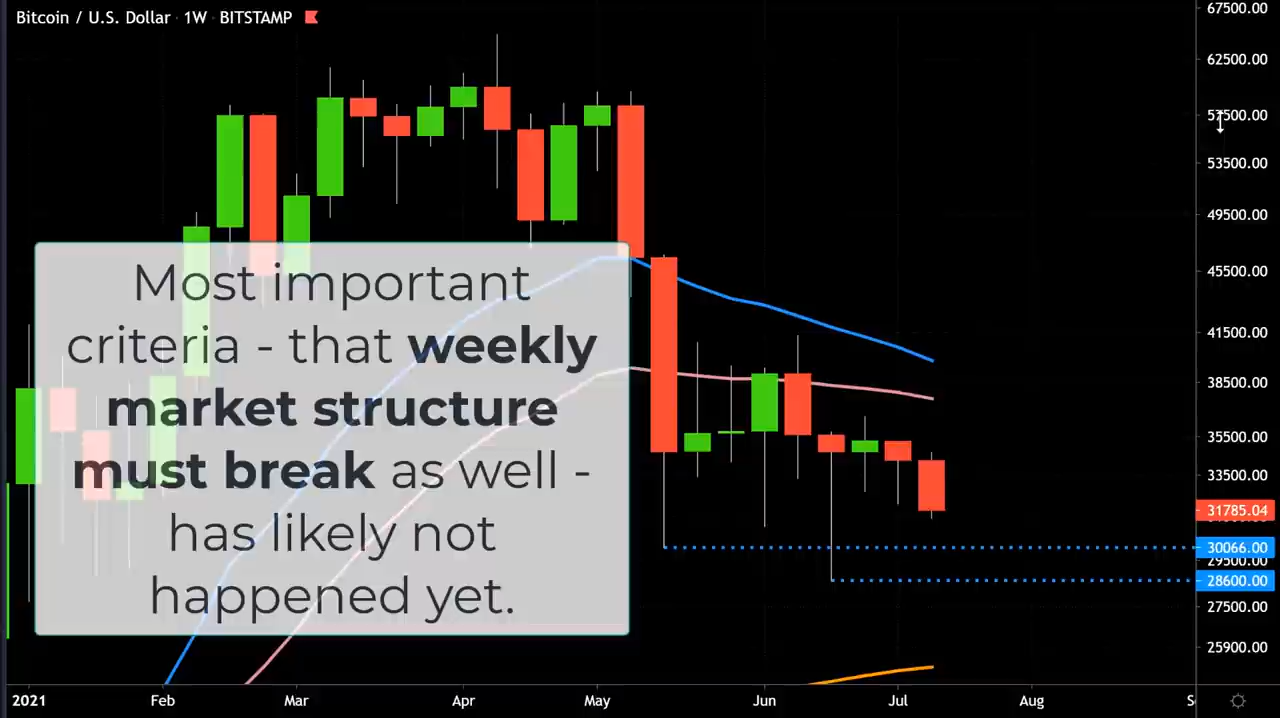 Bitcoin / U.S. Dollar · 1W · BITSTAMP
67500.00
62500.00
57500.00
53500.00
49500.00
45500.00
41500.00
38500.00
35500.00
33500.00
31785.04
30066.00
29500.00
28600.00
27500.00
25900.00
Most important
criteria - that weekly
market structure
must break as well -
has likely not
happened yet.
2021 Feb Mar Apr May Jun Jul Aug S